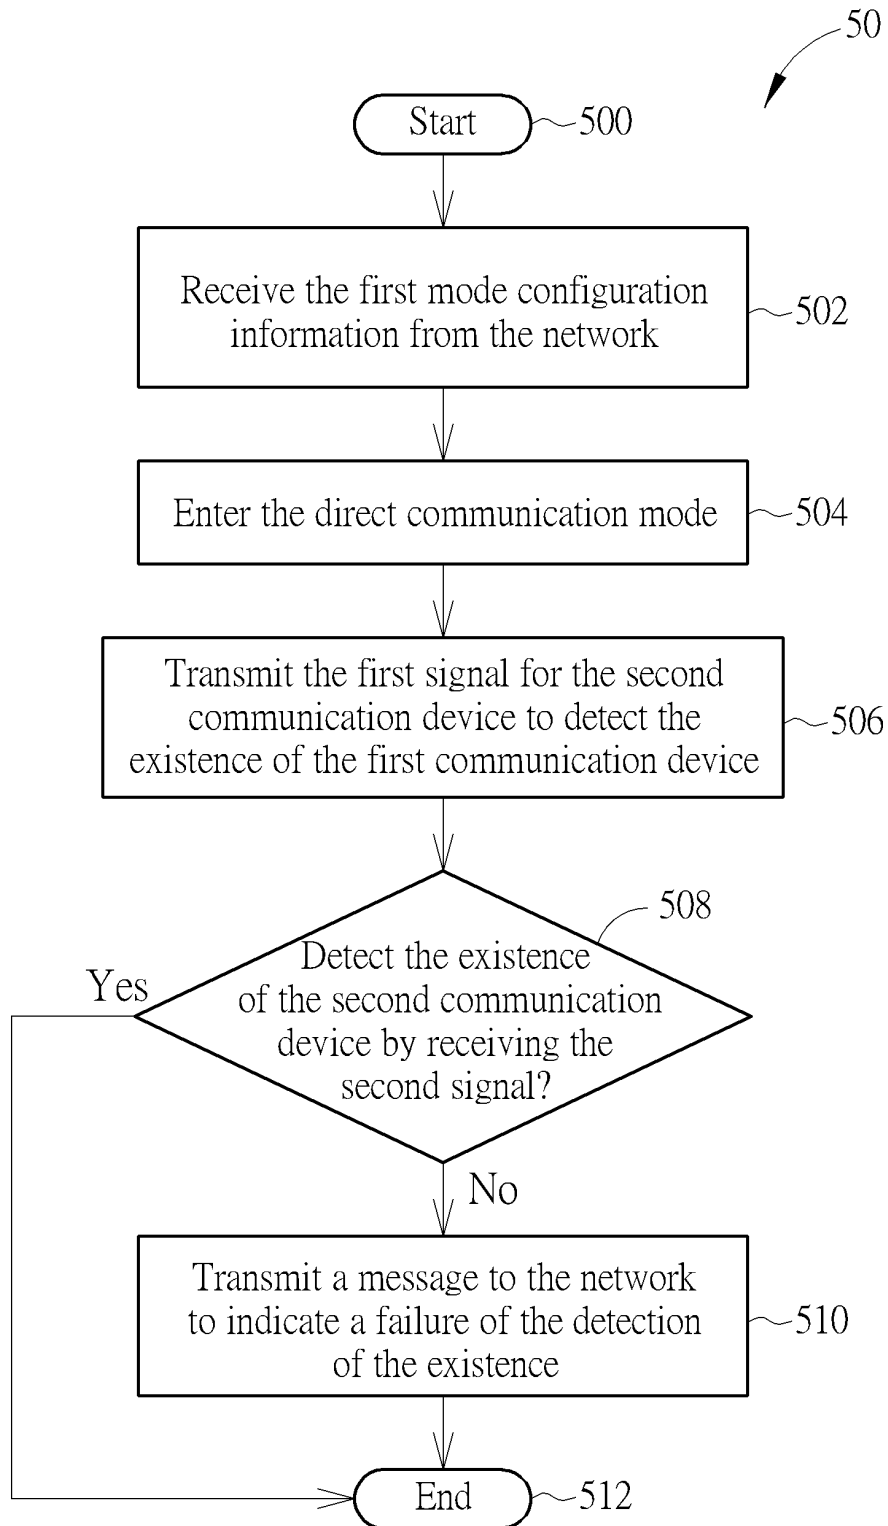 50
Start
500
Receive the first mode configuration
information from the network
502
Enter the direct communication mode
504
Transmit the first signal for the second
communication device to detect the
existence of the first communication device
506
508
Detect the existence
of the second communication
device by receiving the
second signal?
Yes
No
Transmit a message to the network
to indicate a failure of the detection
of the existence
510
End
512